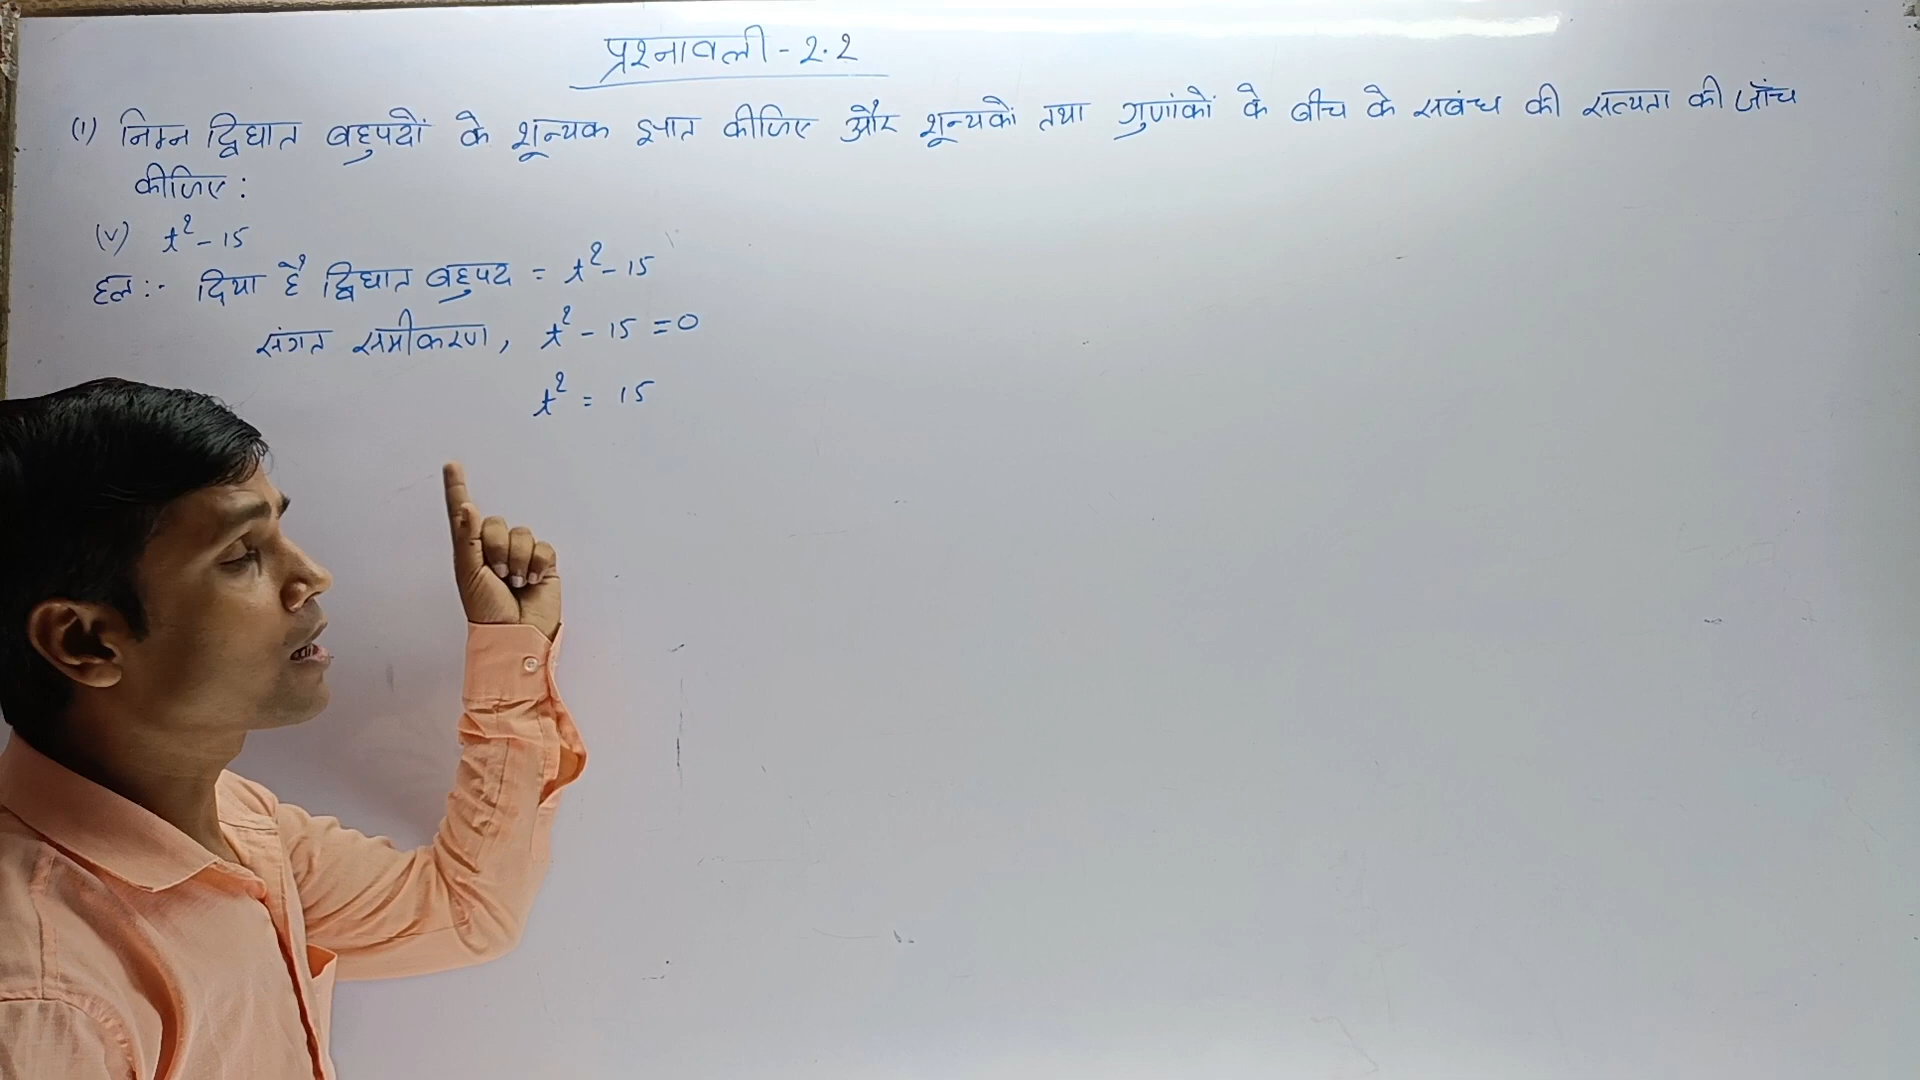 प्रश्नावली - 2.2
(1) निम्न द्विघात बहुपदों के शून्यक ज्ञात कीजिए और शून्यकों तथा गुणांकों के बीच के सबंध की सत्यता की जाँच
कीजिए :
(v) t² - 15
हल :- दिया है द्विघात बहुपद = t² - 15
संगत समीकरण, t² - 15 = 0
t² = 15